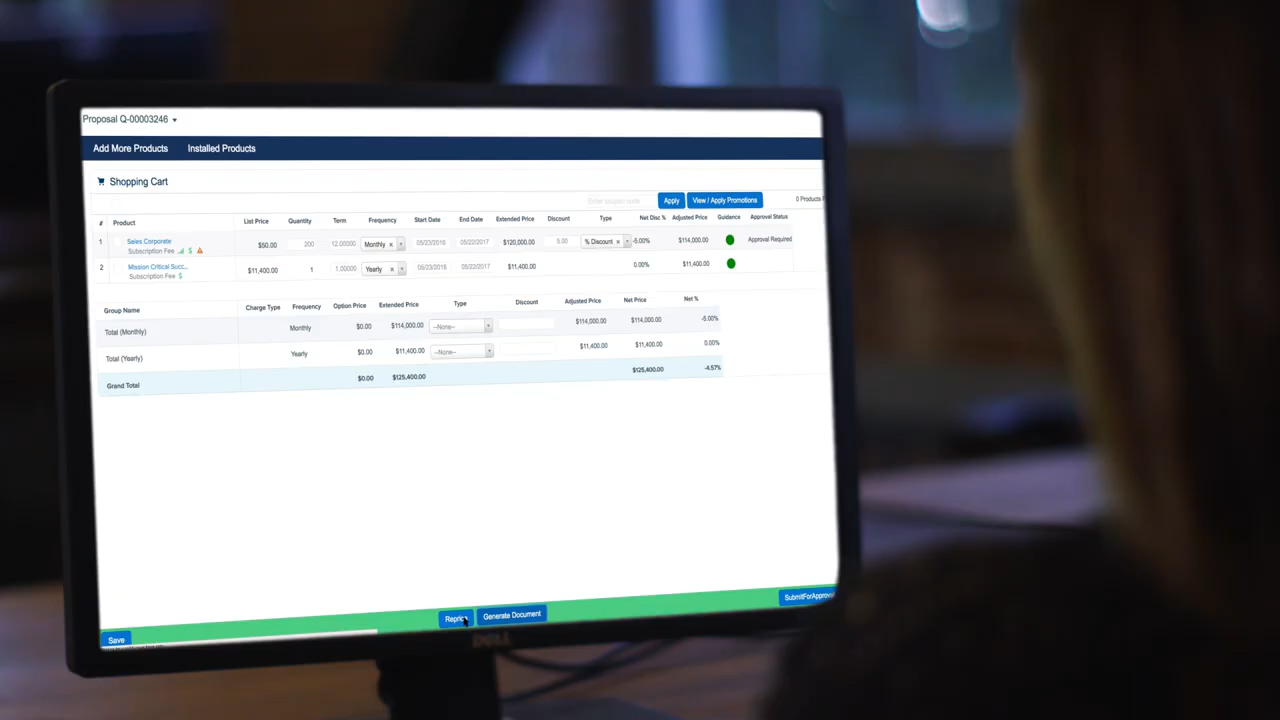 Proposal Q-00003246
Add More Products Installed Products
Shopping Cart
Enter coupon code Apply View / Apply Promotions 0 Products
# Product List Price Quantity Term Frequency Start Date End Date Extended Price Discount Type Net Disc % Adjusted Price Guidance Approval Status
1 Sales Corporate $50.00 200 12.00000 Monthly × 05/23/2016 05/22/2017 $120,000.00 5.00 % Discount × -5.00% $114,000.00 Approval Required
Subscription Fee $
2 Mission Critical Succ... $11,400.00 1 1.00000 Yearly × 05/23/2016 05/22/2017 $11,400.00 0.00% $11,400.00
Subscription Fee $
Group Name Charge Type Frequency Option Price Extended Price Type Discount Adjusted Price Net Price Net %
Total (Monthly) Monthly $0.00 $114,000.00 --None-- $114,000.00 $114,000.00 -5.00%
Total (Yearly) Yearly $0.00 $11,400.00 --None-- $11,400.00 $11,400.00 0.00%
Grand Total $0.00 $125,400.00 $125,400.00 -4.57%
Save Reprice Generate Document SubmitForApproval
DELL